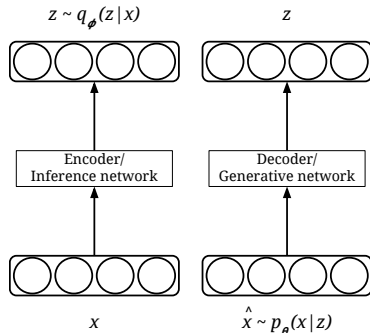 z ~ q_ϕ(z|x)
z
Encoder/
Inference network
Decoder/
Generative network
x
x̂ ~ p_θ(x|z)